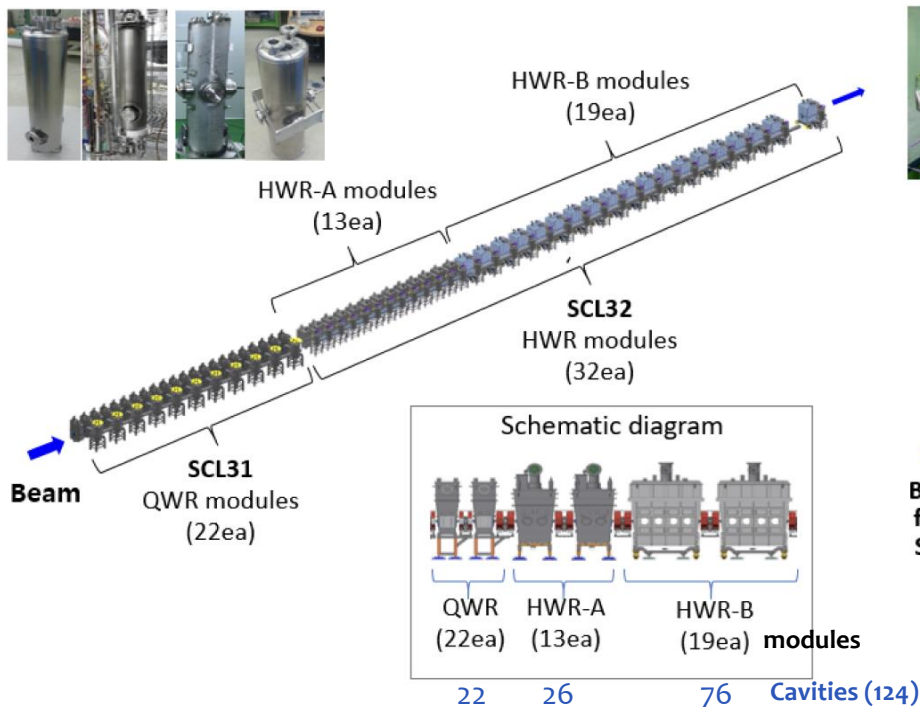 HWR-B modules
(19ea)
HWR-A modules
(13ea)
SCL32
HWR modules
(32ea)
SCL31
QWR modules
(22ea)
Beam
Schematic diagram
QWR
(22ea)
HWR-A
(13ea)
HWR-B
(19ea)
modules
22
26
76
Cavities (124)
B
f
S